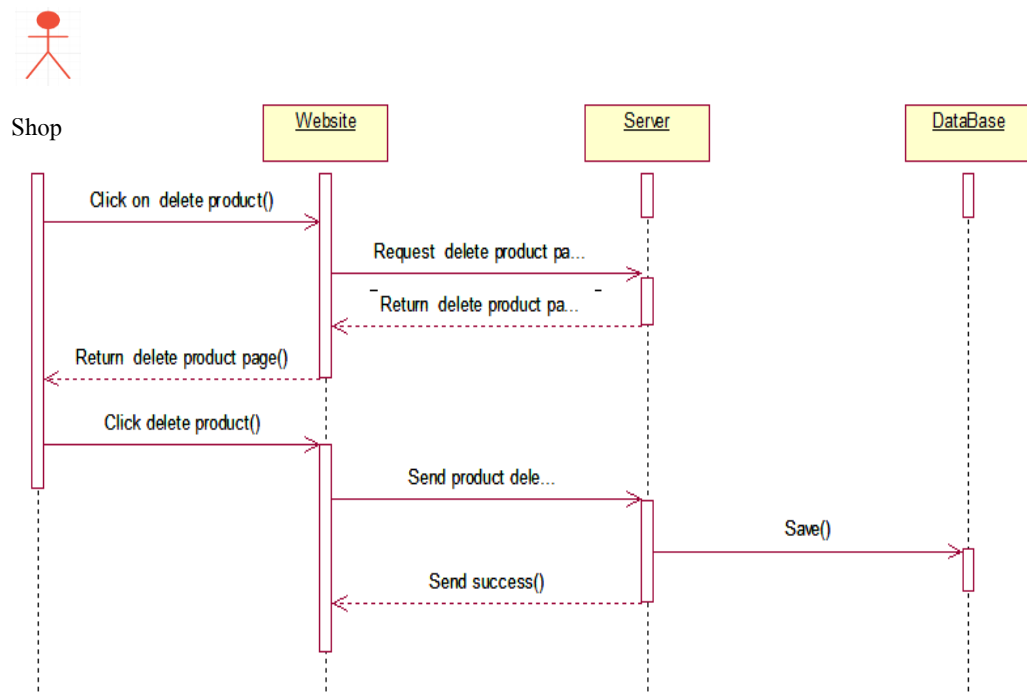 Shop
Website
Server
DataBase
Click on delete product()
Request delete product pa...
Return delete product pa...
Return delete product page()
Click delete product()
Send product dele...
Save()
Send success()